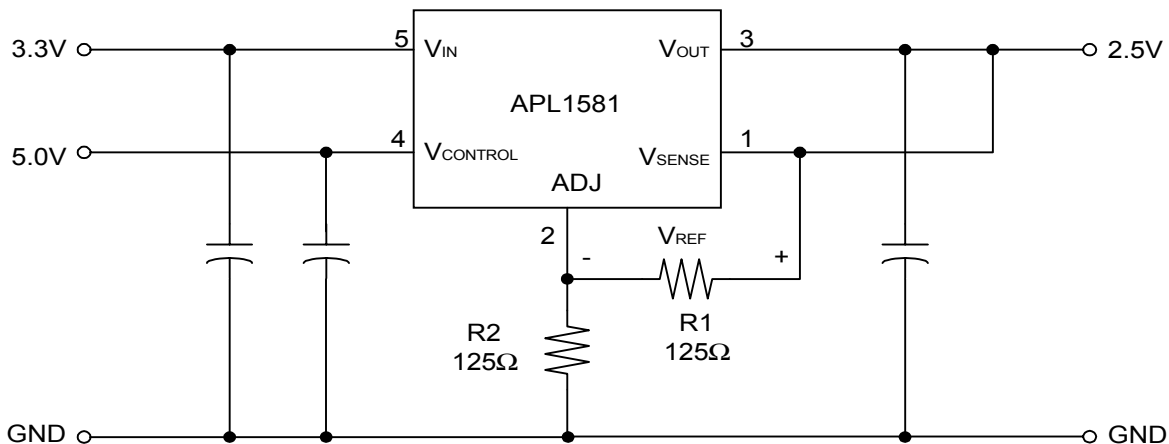 3.3V
5
VIN
VOUT
3
2.5V
APL1581
5.0V
4
VCONTROL
VSENSE
1
ADJ
2
VREF
-
+
R2
125Ω
R1
125Ω
GND
GND